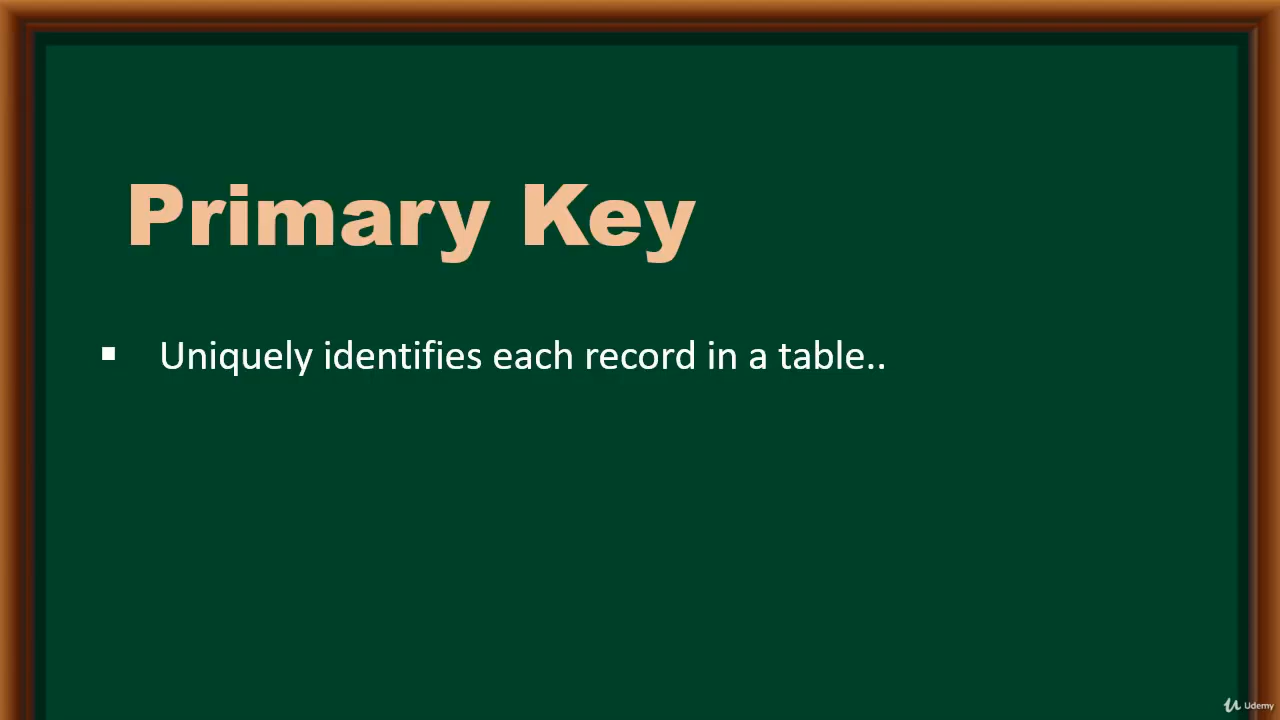 Primary Key
▪ Uniquely identifies each record in a table..
Udemy